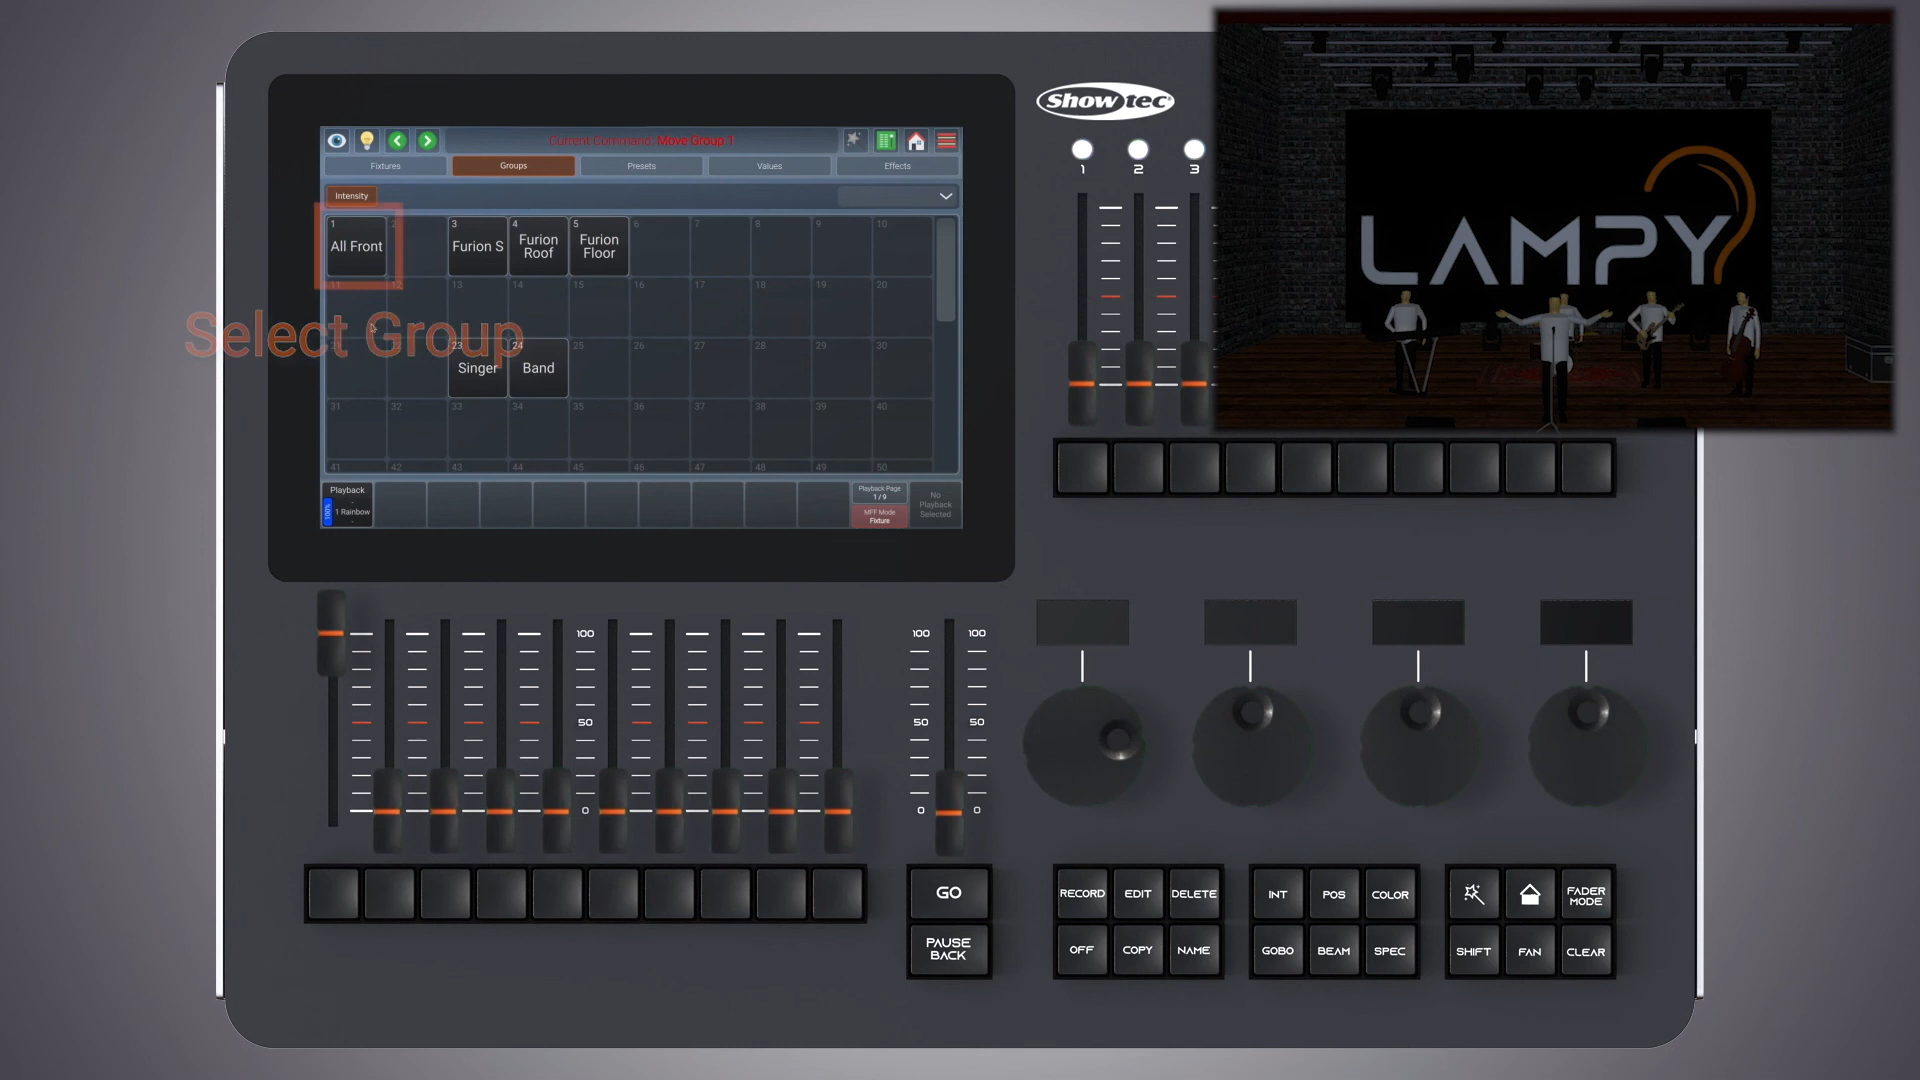 Showtec
Current Command: Move Group 1
Fixtures
Groups
Presets
Values
Effects
Intensity
1
2
3
4
5
6
7
8
9
10
All Front
Furion S
Furion
Roof
Furion
Floor
11
12
13
14
15
16
17
18
19
20
Select Group
21
23
24
25
26
27
28
29
30
Singer
Band
31
32
33
34
35
36
37
38
39
40
41
42
43
44
45
46
47
48
49
50
Playback
100%
1 Rainbow
Playback Page
1 / 9
MFF Mode
Fixture
No
Playback
Selected
1
2
3
LAMPY
100
50
0
100
50
0
100
50
0
GO
PAUSE
BACK
RECORD
EDIT
DELETE
OFF
COPY
NAME
INT
POS
COLOR
GOBO
BEAM
SPEC
FADER
MODE
SHIFT
FAN
CLEAR